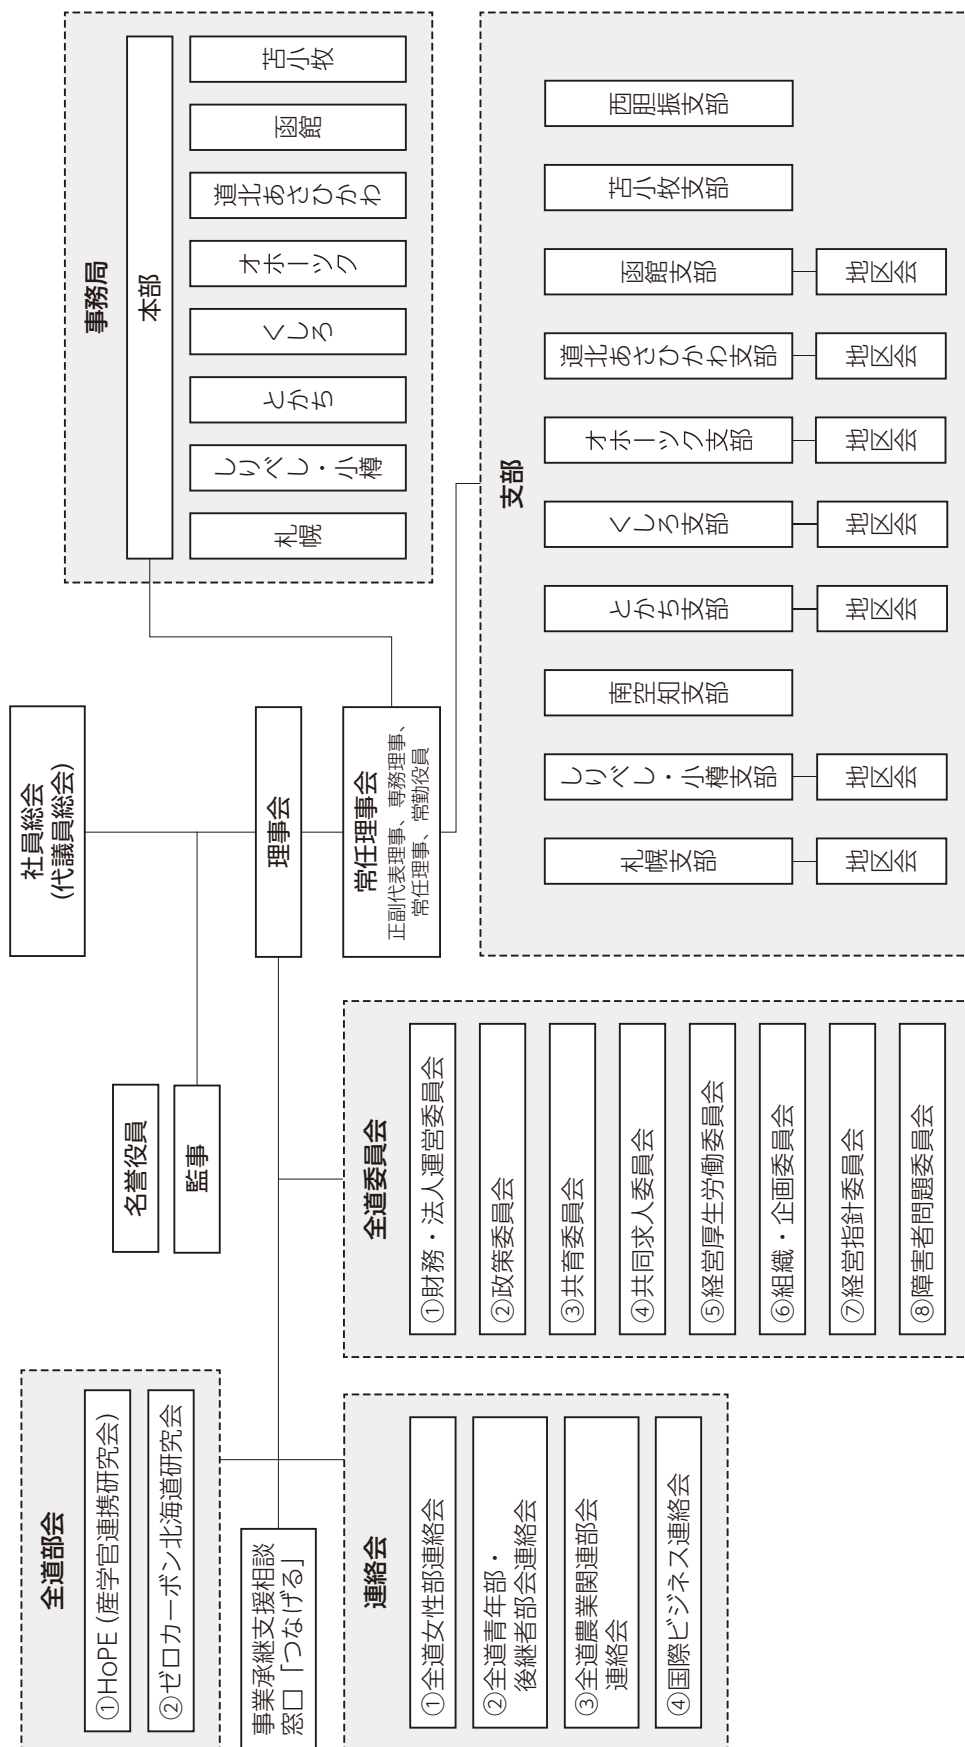 社員総会
(代議員総会)
名誉役員
監事
理事会
常任理事会
正副代表理事、専務理事、
常任理事、常勤役員
全道部会
①HoPE (産学官連携研究会)
②ゼロカーボン北海道研究会
事業承継支援相談
窓口「つなげる」
連絡会
①全道女性部連絡会
②全道青年部・
後継者部会連絡会
③全道農業関連部会
連絡会
④国際ビジネス連絡会
全道委員会
①財務・法人運営委員会
②政策委員会
③共育委員会
④共同求人委員会
⑤経営厚生労働委員会
⑥組織・企画委員会
⑦経営指針委員会
⑧障害者問題委員会
事務局
本部
札幌
しりべし・小樽
とかち
くしろ
オホーツク
道北あさひかわ
函館
苫小牧
支部
札幌支部
地区会
しりべし・小樽支部
地区会
南空知支部
とかち支部
地区会
くしろ支部
地区会
オホーツク支部
地区会
道北あさひかわ支部
地区会
函館支部
地区会
苫小牧支部
西胆振支部